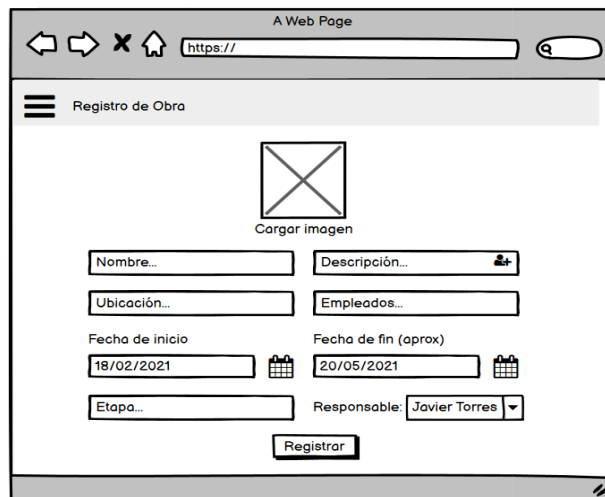 A Web Page
https://
Registro de Obra
Cargar imagen
Nombre... Descripción...
Ubicación... Empleados...
Fecha de inicio Fecha de fin (aprox)
18/02/2021 20/05/2021
Etapa... Responsable: Javier Torres
Registrar